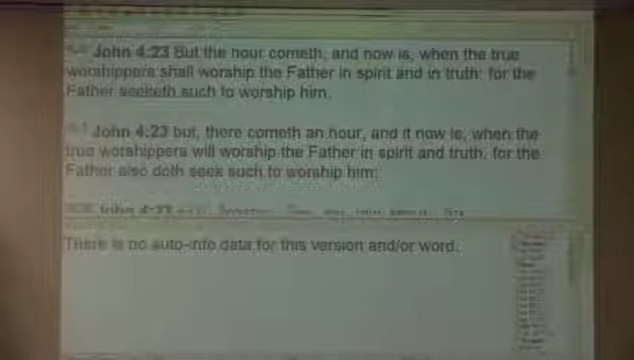 John 4:23 But the hour cometh, and now is, when the true
worshippers shall worship the Father in spirit and in truth: for the
Father seeketh such to worship him.
John 4:23 but, there cometh an hour, and it now is, when the
true worshippers will worship the Father in spirit and truth, for the
Father also doth seek such to worship him;
John 4:23
There is no auto-info data for this version and/or word.